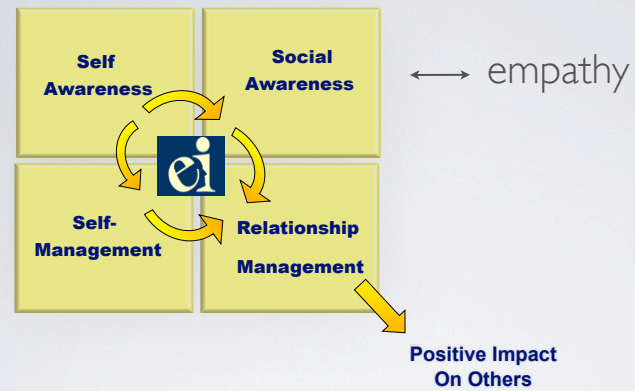 Self
Awareness
Social
Awareness
empathy
ei
Self-
Management
Relationship
Management
Positive Impact
On Others